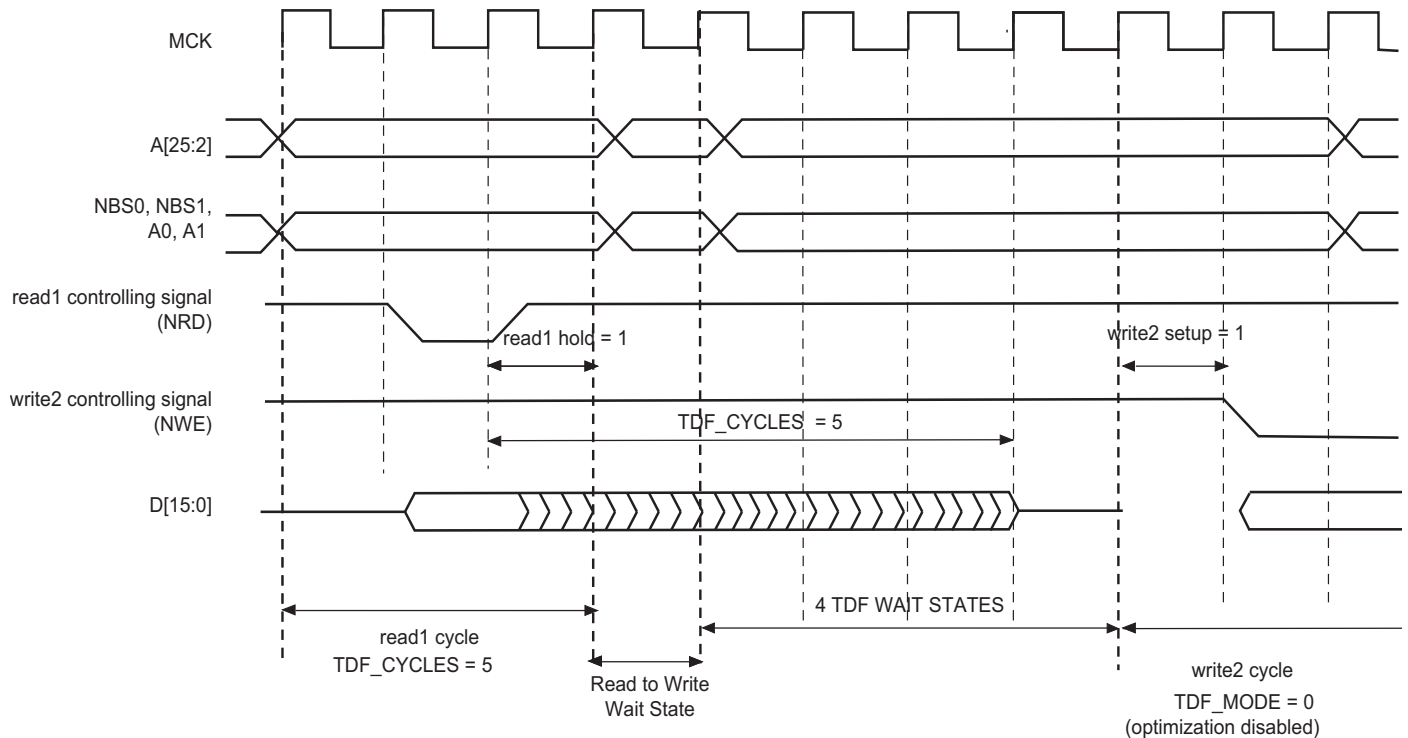 MCK
A[25:2]
NBS0, NBS1,
A0, A1
read1 controlling signal
(NRD)
read1 hold = 1
write2 setup = 1
write2 controlling signal
(NWE)
TDF_CYCLES = 5
D[15:0]
4 TDF WAIT STATES
read1 cycle
TDF_CYCLES = 5
Read to Write
Wait State
write2 cycle
TDF_MODE = 0
(optimization disabled)